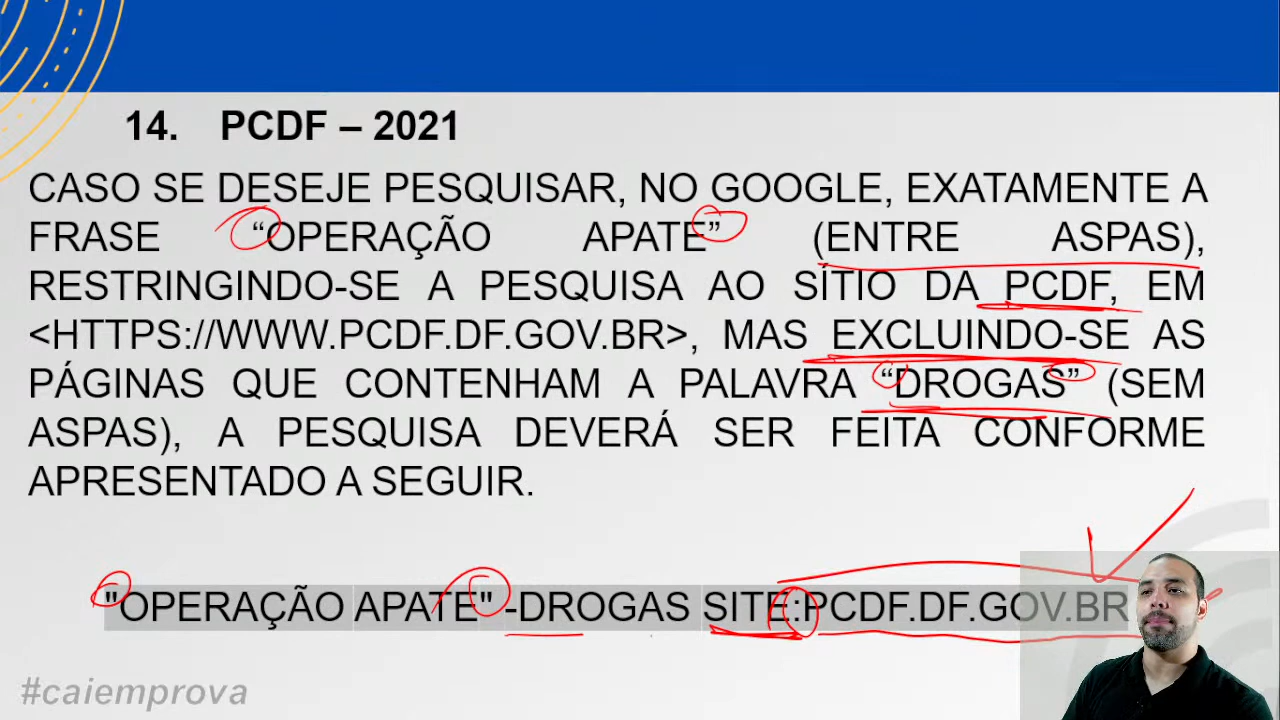 14. PCDF – 2021
CASO SE DESEJE PESQUISAR, NO GOOGLE, EXATAMENTE A
FRASE “OPERAÇÃO APATE” (ENTRE ASPAS),
RESTRINGINDO-SE A PESQUISA AO SÍTIO DA PCDF, EM
<HTTPS://WWW.PCDF.DF.GOV.BR>, MAS EXCLUINDO-SE AS
PÁGINAS QUE CONTENHAM A PALAVRA “DROGAS” (SEM
ASPAS), A PESQUISA DEVERÁ SER FEITA CONFORME
APRESENTADO A SEGUIR.
"OPERAÇÃO APATE" -DROGAS SITE:PCDF.DF.GOV.BR
#caiemprova